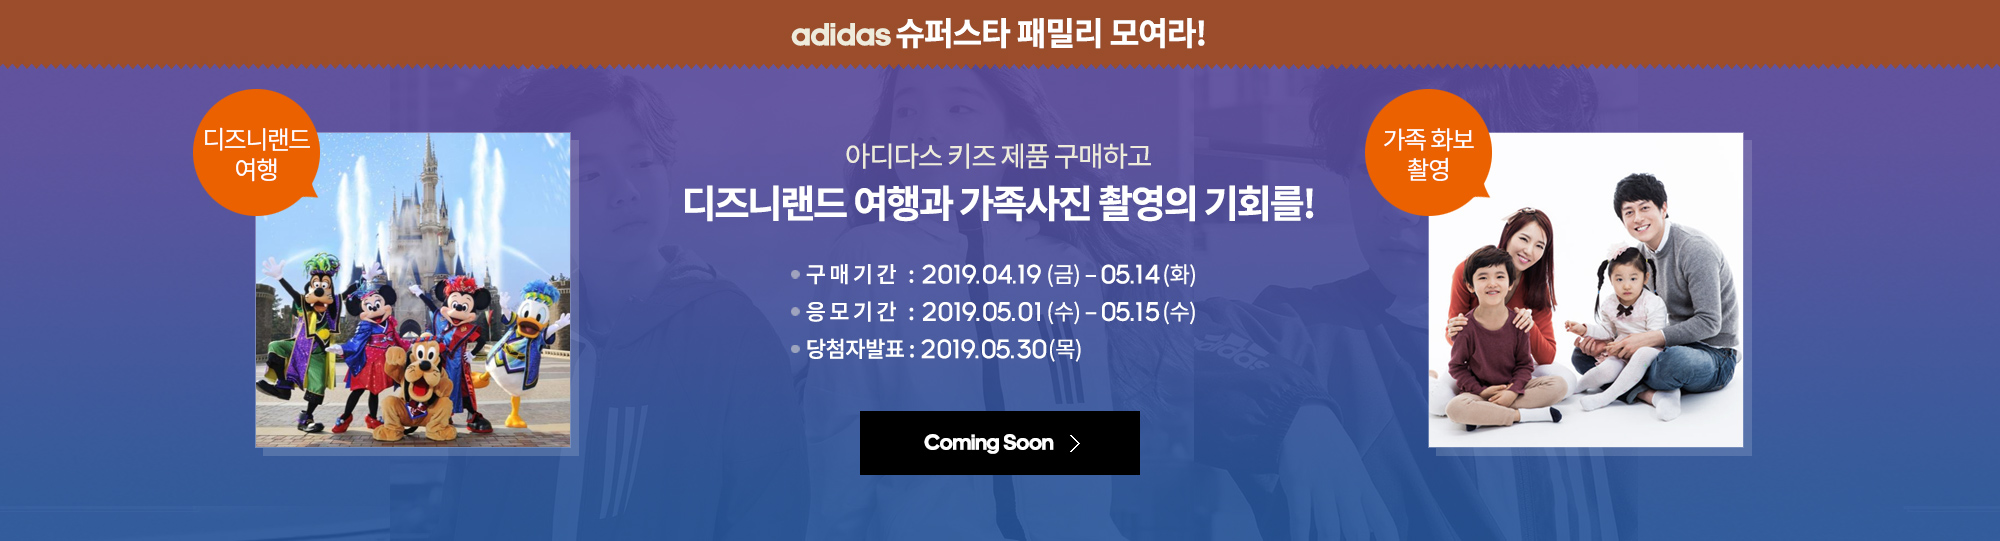 adidas 슈퍼스타 패밀리 모여라!
디즈니랜드
여행
아디다스 키즈 제품 구매하고
디즈니랜드 여행과 가족사진 촬영의 기회를!
구매기간 : 2019.04.19 (금) – 05.14 (화)
응모기간 : 2019.05.01 (수) – 05.15 (수)
당첨자발표 : 2019.05.30(목)
Coming Soon
가족 화보
촬영